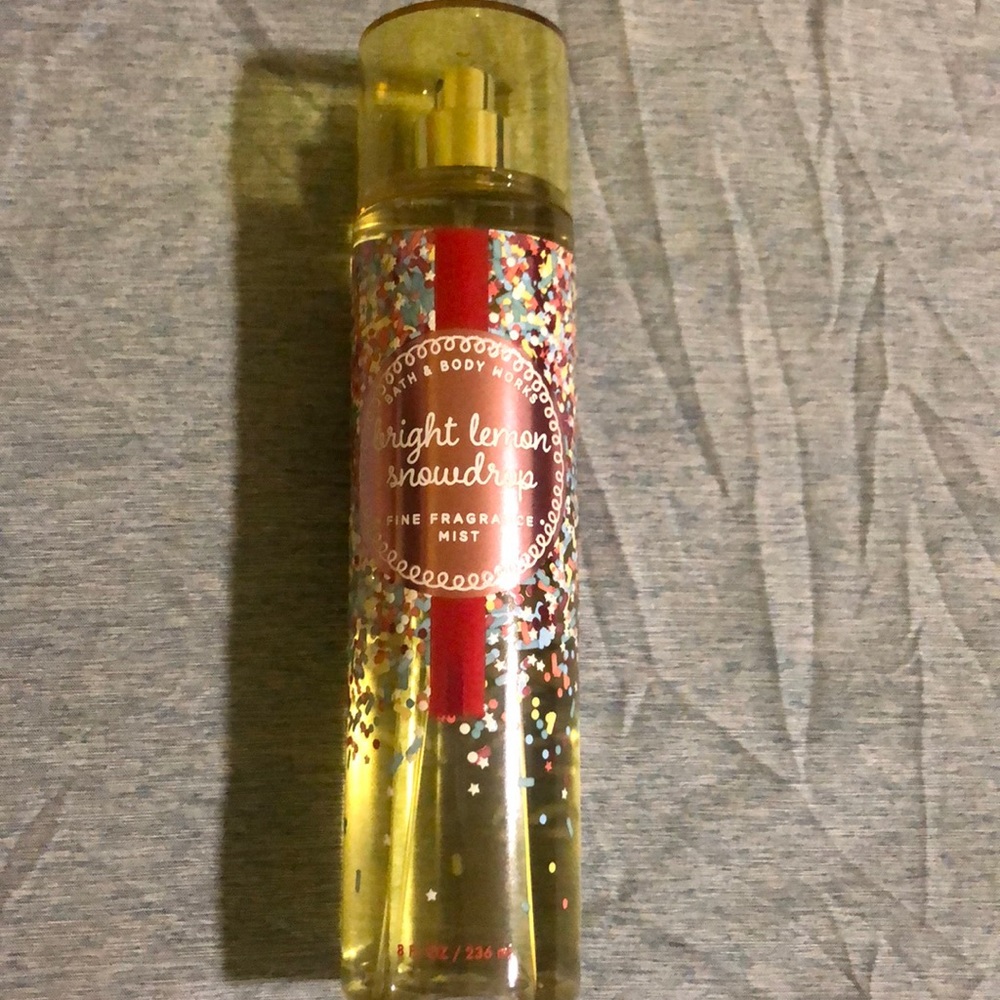 BATH & BODY WORKS
bright lemon
snowdrop
FINE FRAGRANCE
MIST
8 FL OZ / 236 mL